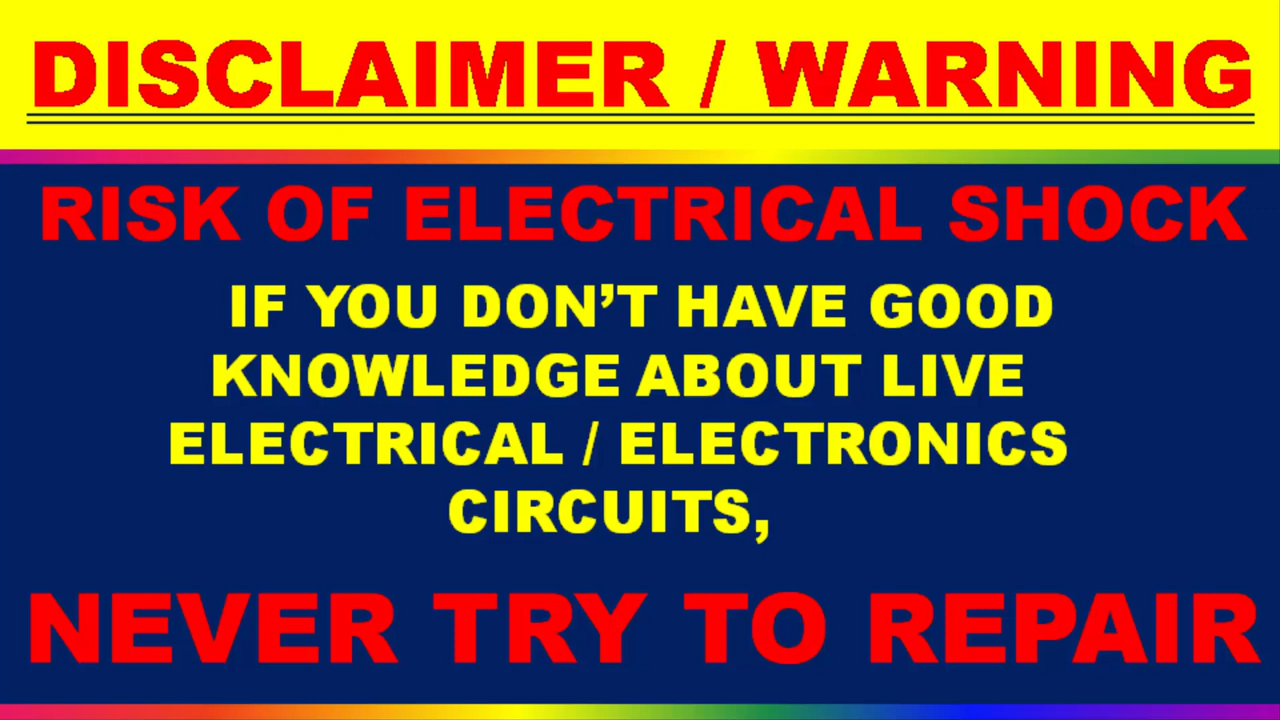 DISCLAIMER / WARNING
RISK OF ELECTRICAL SHOCK
IF YOU DON’T HAVE GOOD
KNOWLEDGE ABOUT LIVE
ELECTRICAL / ELECTRONICS
CIRCUITS,
NEVER TRY TO REPAIR